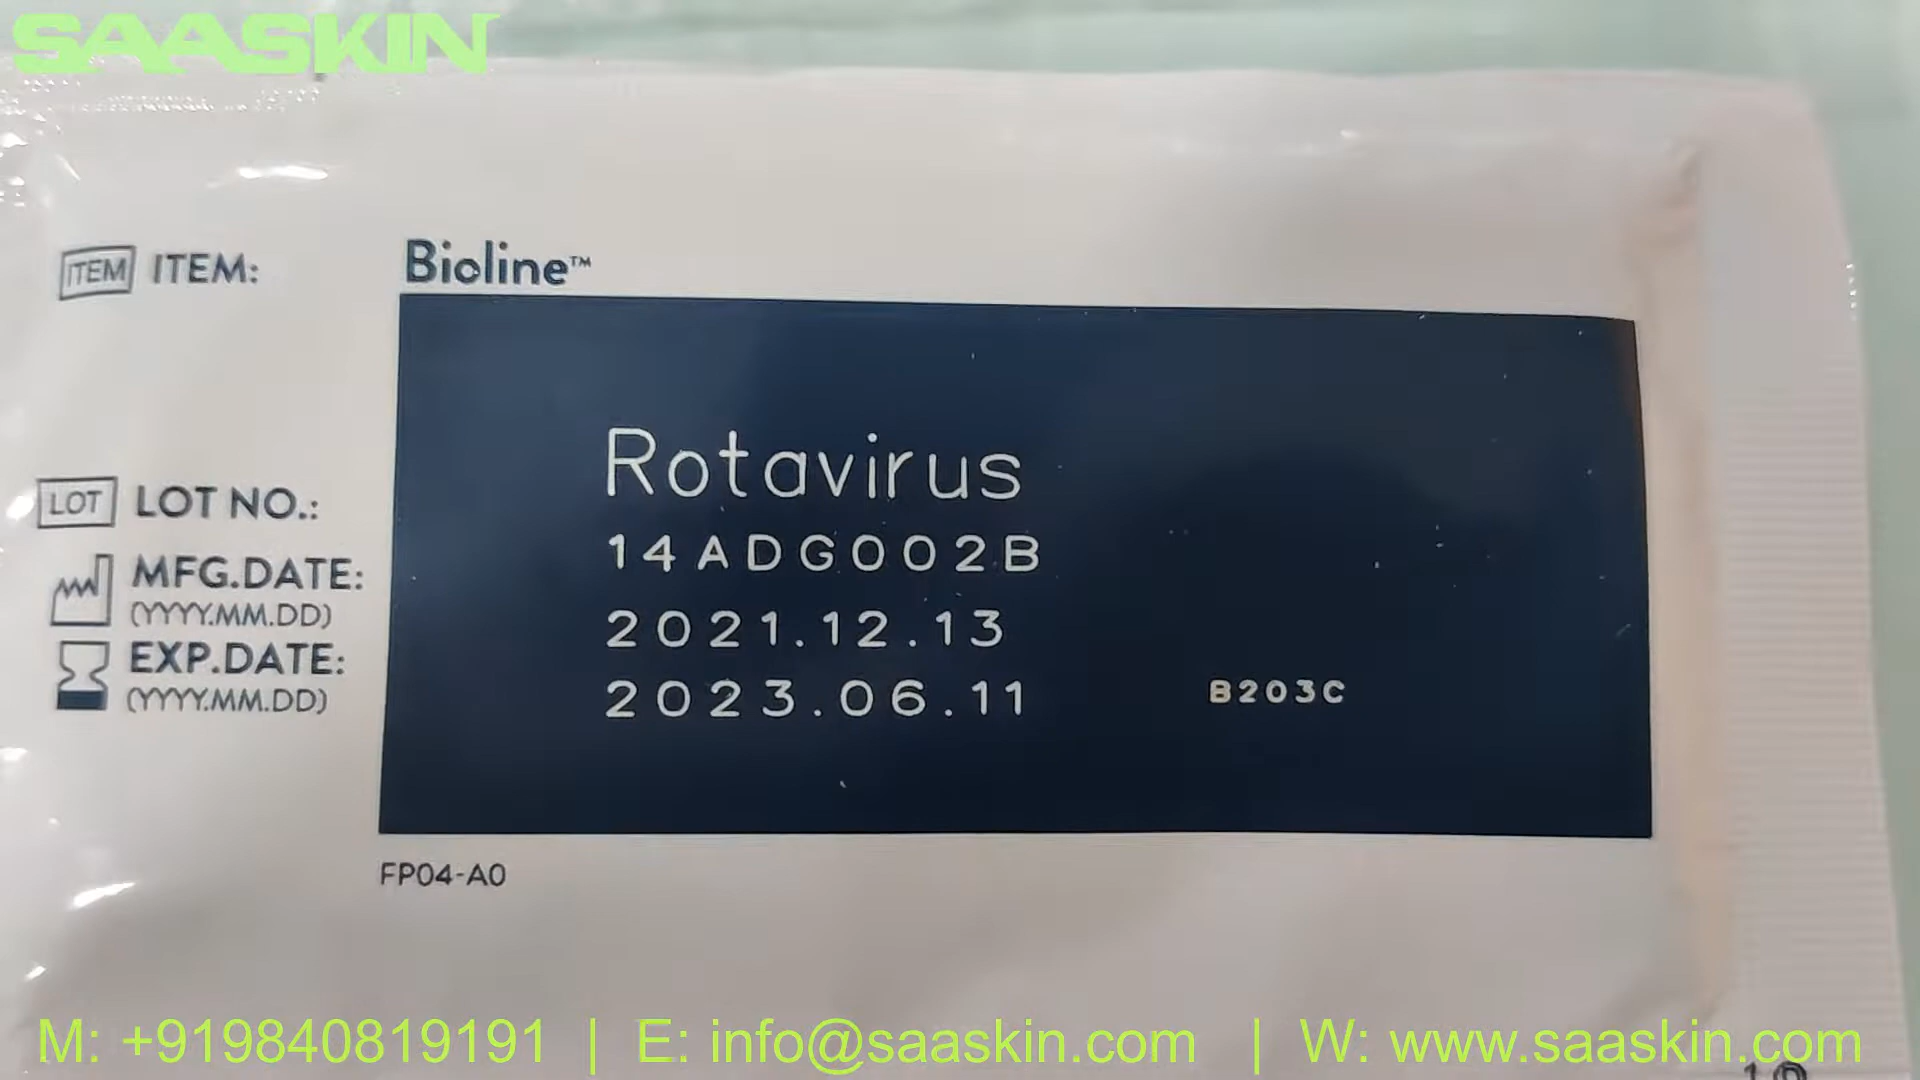 SAASKIN
ITEM ITEM: Bioline™
Rotavirus
LOT LOT NO.: 14ADG002B
MFG.DATE: 2021.12.13
(YYYY.MM.DD)
EXP.DATE: 2023.06.11 B203C
(YYYY.MM.DD)
FP04-A0
M: +919840819191 | E: info@saaskin.com | W: www.saaskin.com